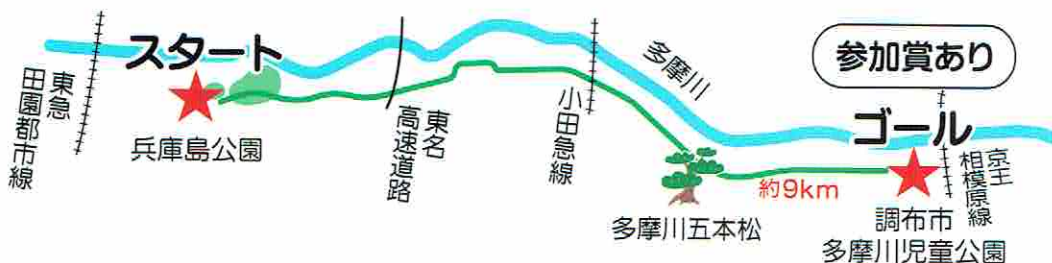 スタート
東急
田園都市線
兵庫島公園
東名
高速道路
小田急線
多摩川
多摩川五本松
約9km
参加賞あり
ゴール
京王
相模原線
調布市
多摩川児童公園